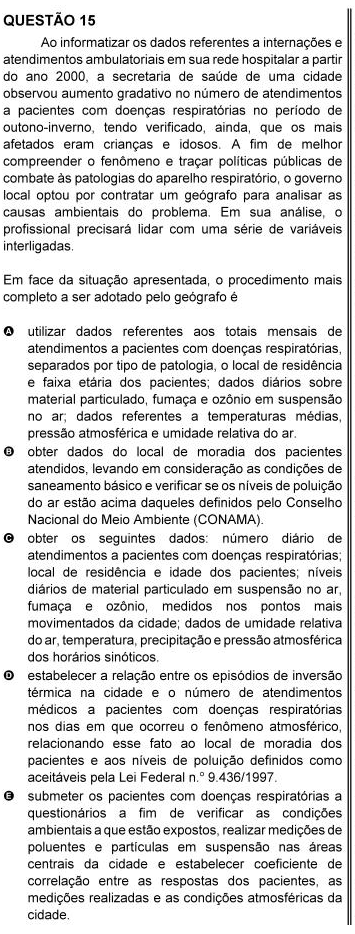 QUESTÃO 15
Ao informatizar os dados referentes a internações e
atendimentos ambulatoriais em sua rede hospitalar a partir
do ano 2000, a secretaria de saúde de uma cidade
observou aumento gradativo no número de atendimentos
a pacientes com doenças respiratórias no período de
outono-inverno, tendo verificado, ainda, que os mais
afetados eram crianças e idosos. A fim de melhor
compreender o fenômeno e traçar políticas públicas de
combate às patologias do aparelho respiratório, o governo
local optou por contratar um geógrafo para analisar as
causas ambientais do problema. Em sua análise, o
profissional precisará lidar com uma série de variáveis
interligadas.
Em face da situação apresentada, o procedimento mais
completo a ser adotado pelo geógrafo é
A utilizar dados referentes aos totais mensais de
atendimentos a pacientes com doenças respiratórias,
separados por tipo de patologia, o local de residência
e faixa etária dos pacientes; dados diários sobre
material particulado, fumaça e ozônio em suspensão
no ar; dados referentes a temperaturas médias,
pressão atmosférica e umidade relativa do ar.
B obter dados do local de moradia dos pacientes
atendidos, levando em consideração as condições de
saneamento básico e verificar se os níveis de poluição
do ar estão acima daqueles definidos pelo Conselho
Nacional do Meio Ambiente (CONAMA).
C obter os seguintes dados: número diário de
atendimentos a pacientes com doenças respiratórias;
local de residência e idade dos pacientes; níveis
diários de material particulado em suspensão no ar,
fumaça e ozônio, medidos nos pontos mais
movimentados da cidade; dados de umidade relativa
do ar, temperatura, precipitação e pressão atmosférica
dos horários sinóticos.
D estabelecer a relação entre os episódios de inversão
térmica na cidade e o número de atendimentos
médicos a pacientes com doenças respiratórias
nos dias em que ocorreu o fenômeno atmosférico,
relacionando esse fato ao local de moradia dos
pacientes e aos níveis de poluição definidos como
aceitáveis pela Lei Federal n.º 9.436/1997.
E submeter os pacientes com doenças respiratórias a
questionários a fim de verificar as condições
ambientais a que estão expostos, realizar medições de
poluentes e partículas em suspensão nas áreas
centrais da cidade e estabelecer coeficiente de
correlação entre as respostas dos pacientes, as
medições realizadas e as condições atmosféricas da
cidade.